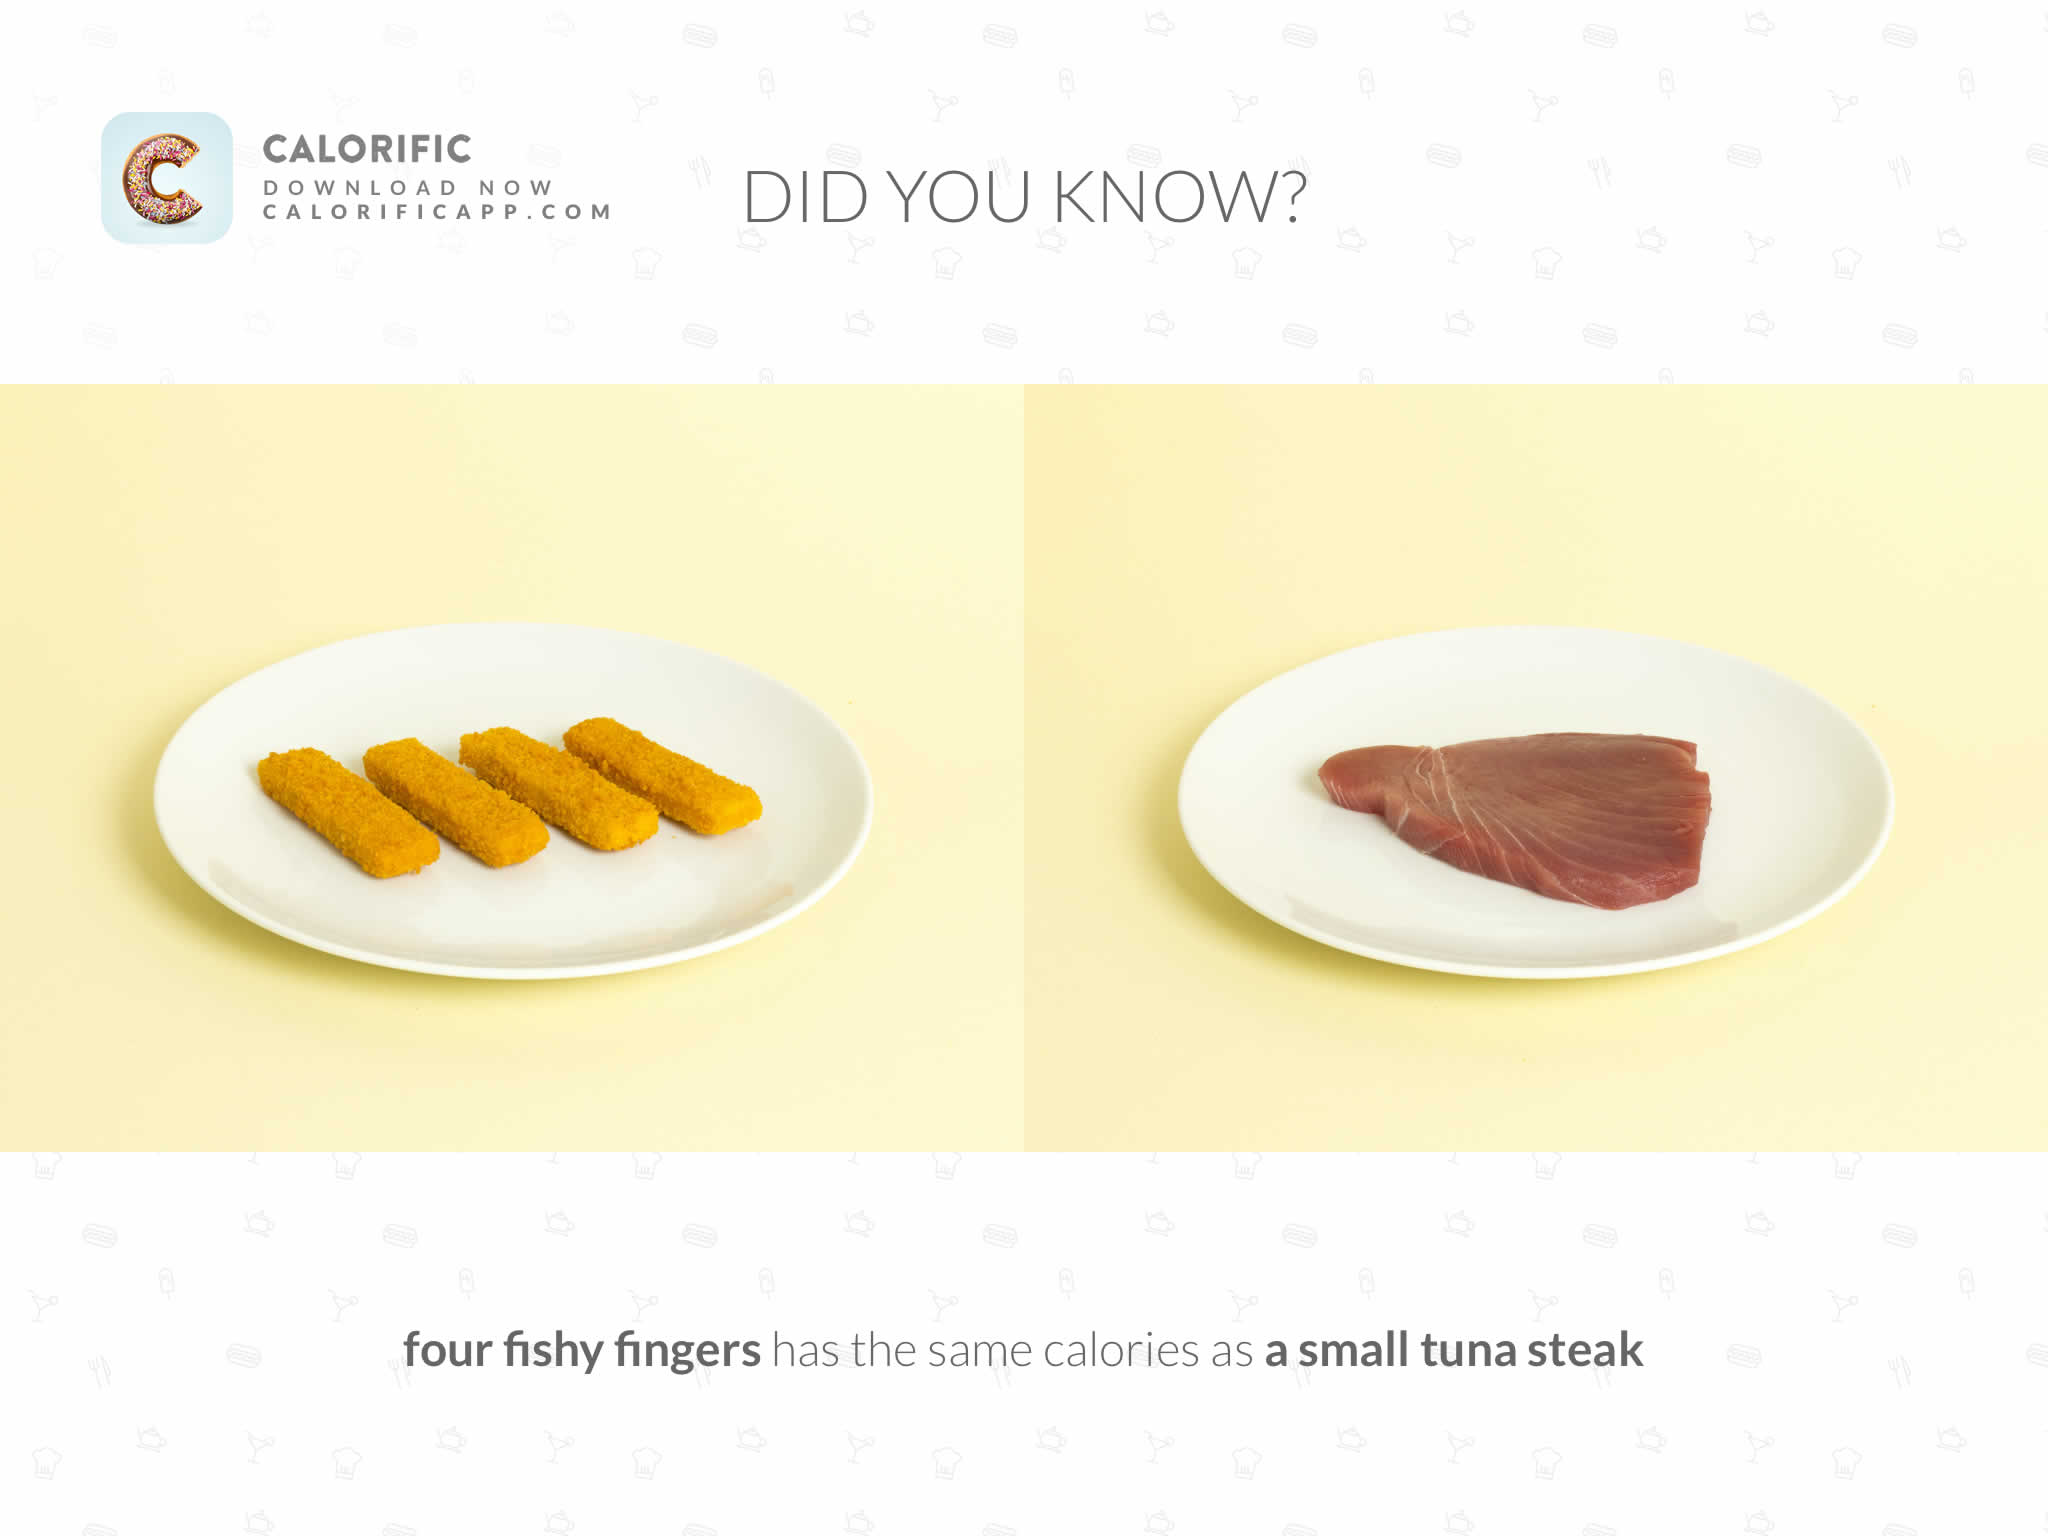 CALORIFIC
DOWNLOAD NOW
CALORIFICAPP.COM
DID YOU KNOW?
four fishy fingers has the same calories as a small tuna steak